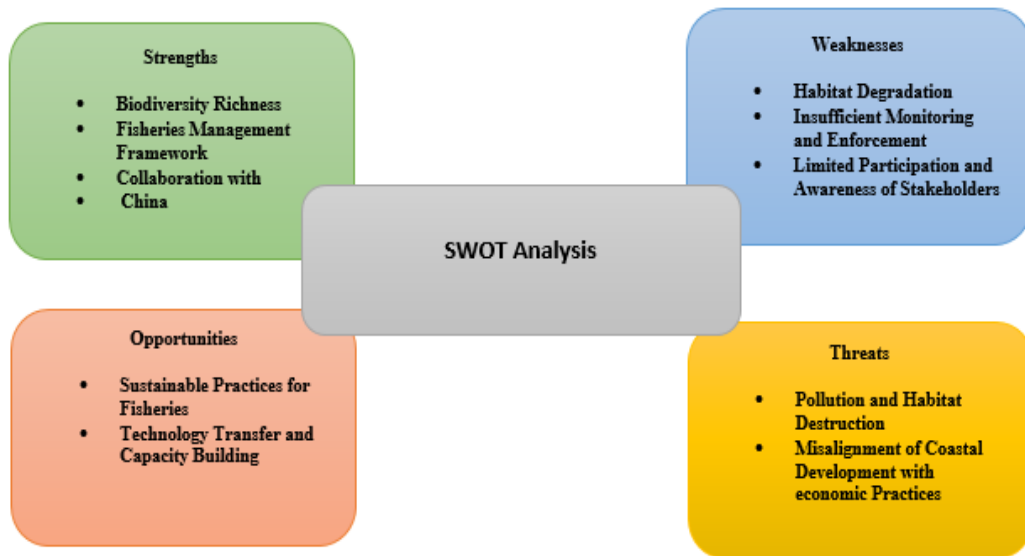 Strengths
• Biodiversity Richness
• Fisheries Management
Framework
• Collaboration with
• China
Weaknesses
• Habitat Degradation
• Insufficient Monitoring
and Enforcement
• Limited Participation and
Awareness of Stakeholders
SWOT Analysis
Opportunities
• Sustainable Practices for
Fisheries
• Technology Transfer and
Capacity Building
Threats
• Pollution and Habitat
Destruction
• Misalignment of Coastal
Development with
economic Practices